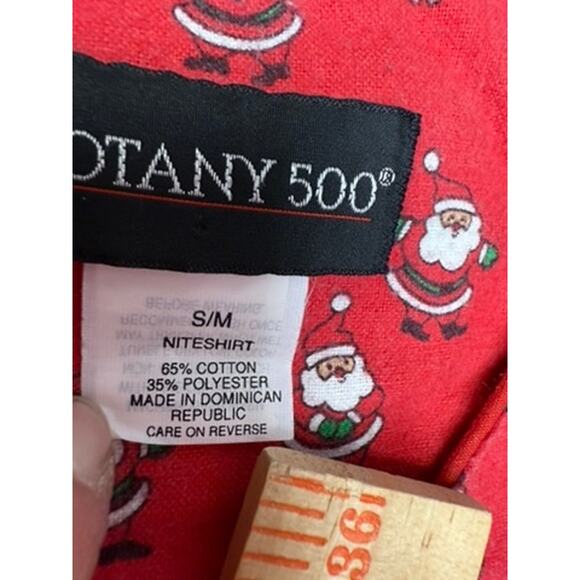 OTANY 500®
S/M
NITESHIRT
65% COTTON
35% POLYESTER
MADE IN DOMINICAN
REPUBLIC
CARE ON REVERSE
36